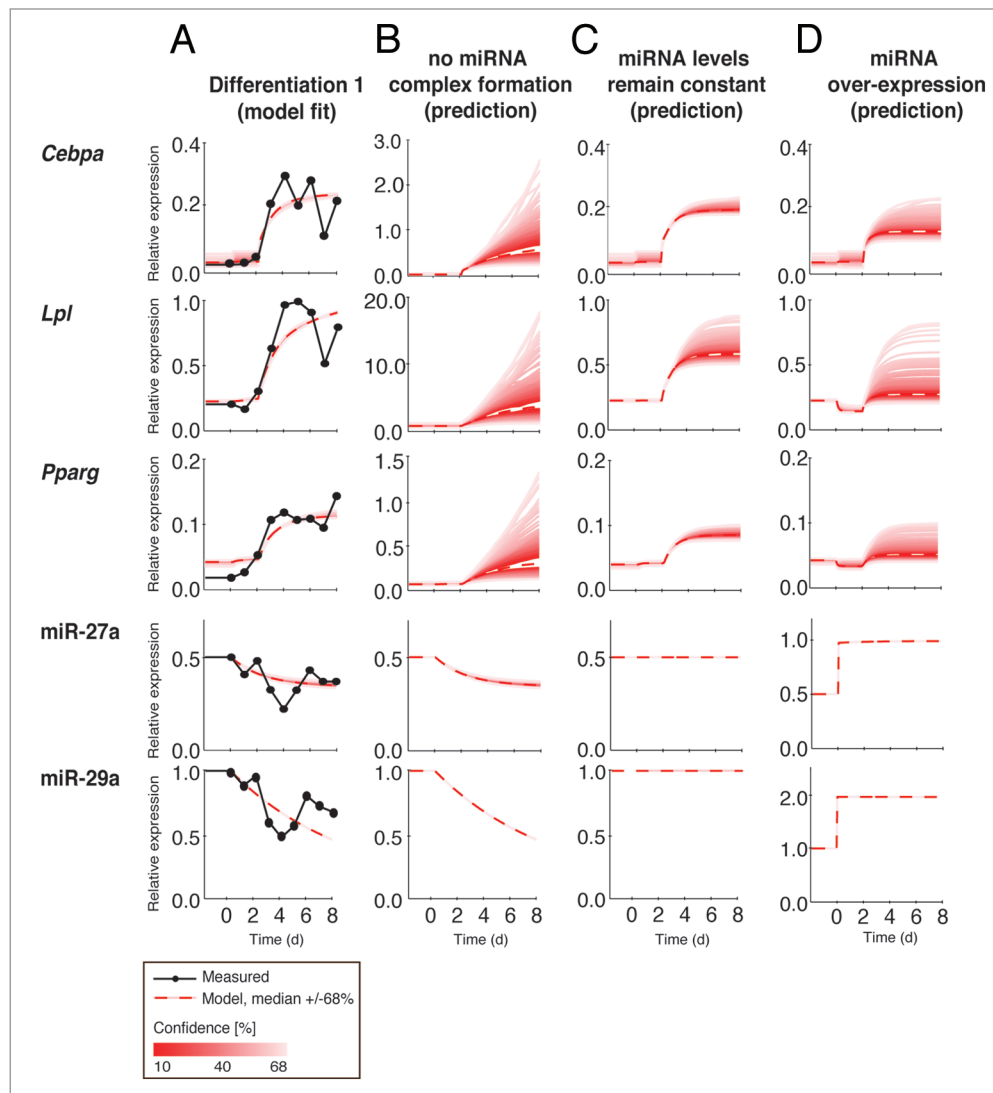 A B C D
Differentiation 1
(model fit)
no miRNA
complex formation
(prediction)
miRNA levels
remain constant
(prediction)
miRNA
over-expression
(prediction)
Cebpa
Relative expression
0.4
0.2
0.0
3.0
2.0
1.0
0.0
0.4
0.2
0.0
0.4
0.2
0.0
Lpl
Relative expression
1.0
0.5
0.0
20.0
10.0
0.0
1.0
0.5
0.0
1.0
0.5
0.0
Pparg
Relative expression
0.2
0.1
0.0
1.5
1.0
0.5
0.0
0.2
0.1
0.0
0.2
0.1
0.0
miR-27a
Relative expression
0.5
0.0
0.5
0.0
0.5
0.0
1.0
0.5
0.0
miR-29a
Relative expression
1.0
0.5
0.0
1.0
0.5
0.0
1.0
0.5
0.0
2.0
1.0
0.0
0 2 4 6 8
0 2 4 6 8
0 2 4 6 8
0 2 4 6 8
Time (d)
Time (d)
Time (d)
Time (d)
Measured
Model, median +/-68%
Confidence [%]
10 40 68